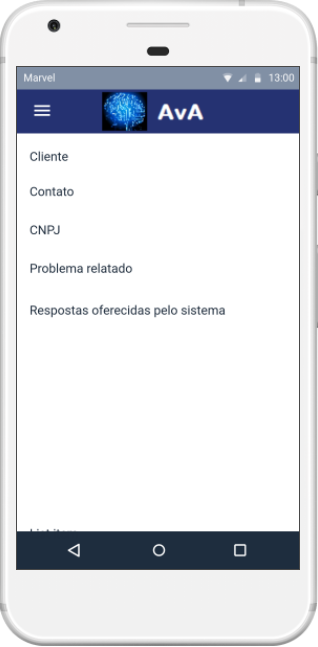 Marvel 13:00
AvA
Cliente
Contato
CNPJ
Problema relatado
Respostas oferecidas pelo sistema